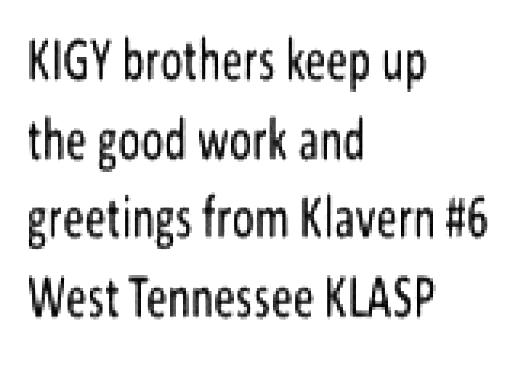 KIGY brothers keep up
the good work and
greetings from Klavern #6
West Tennessee KLASP